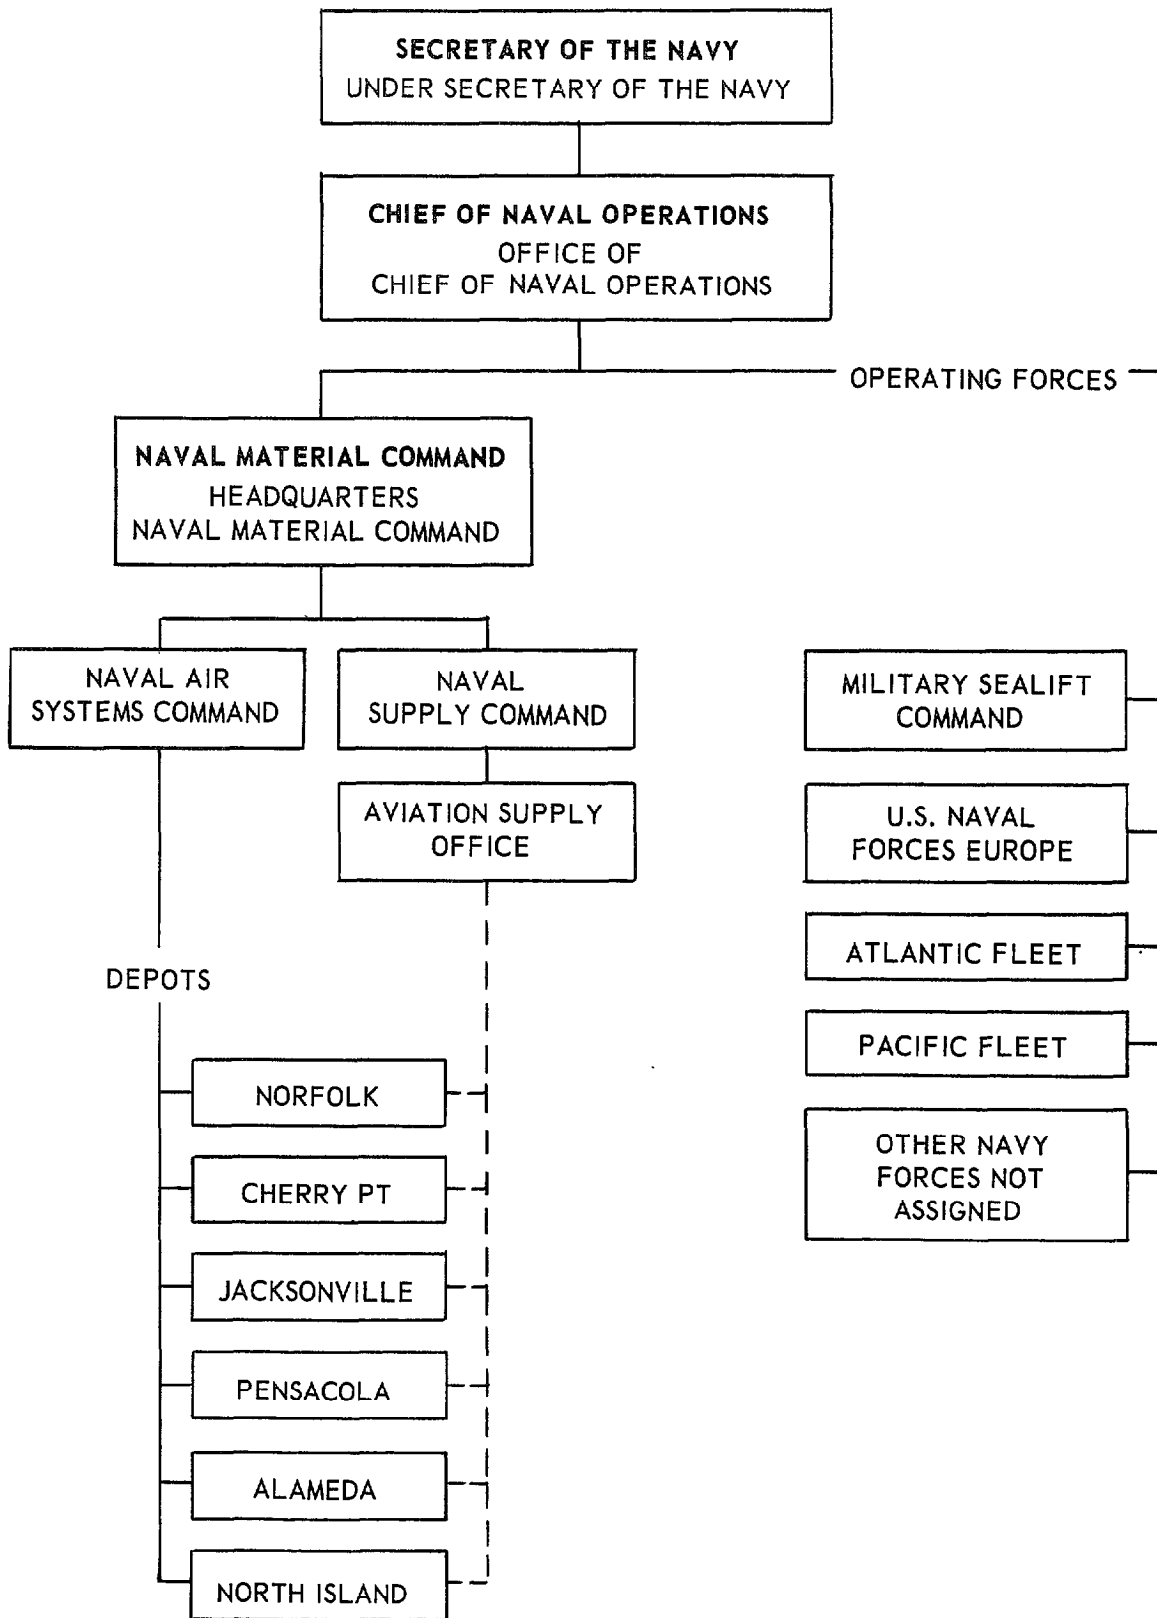 SECRETARY OF THE NAVY
UNDER SECRETARY OF THE NAVY
CHIEF OF NAVAL OPERATIONS
OFFICE OF
CHIEF OF NAVAL OPERATIONS
OPERATING FORCES
NAVAL MATERIAL COMMAND
HEADQUARTERS
NAVAL MATERIAL COMMAND
NAVAL AIR
SYSTEMS COMMAND
NAVAL
SUPPLY COMMAND
AVIATION SUPPLY
OFFICE
DEPOTS
NORFOLK
CHERRY PT
JACKSONVILLE
PENSACOLA
ALAMEDA
NORTH ISLAND
MILITARY SEALIFT
COMMAND
U.S. NAVAL
FORCES EUROPE
ATLANTIC FLEET
PACIFIC FLEET
OTHER NAVY
FORCES NOT
ASSIGNED